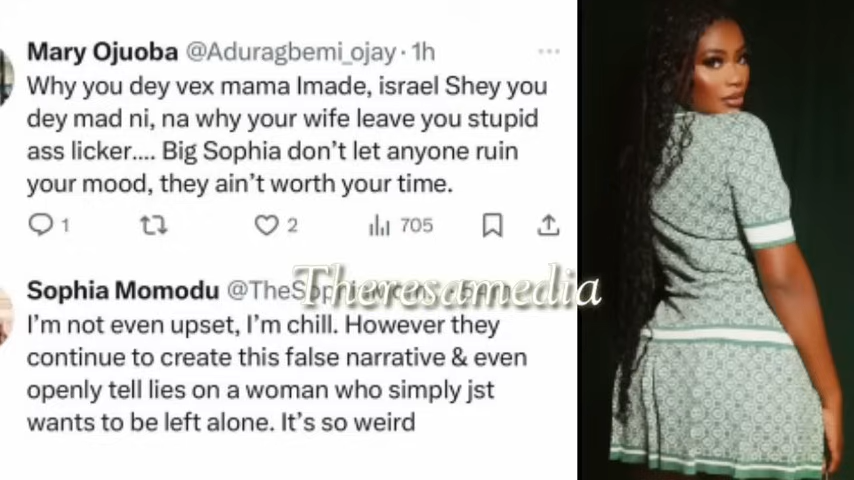 Mary Ojuoba @Aduragbemi_ojay · 1h
Why you dey vex mama Imade, israel Shey you
dey mad ni, na why your wife leave you stupid
ass licker.... Big Sophia don't let anyone ruin
your mood, they ain't worth your time.
1 2 705
Sophia Momodu
Theresamedia
I'm not even upset, I'm chill. However they
continue to create this false narrative & even
openly tell lies on a woman who simply jst
wants to be left alone. It's so weird